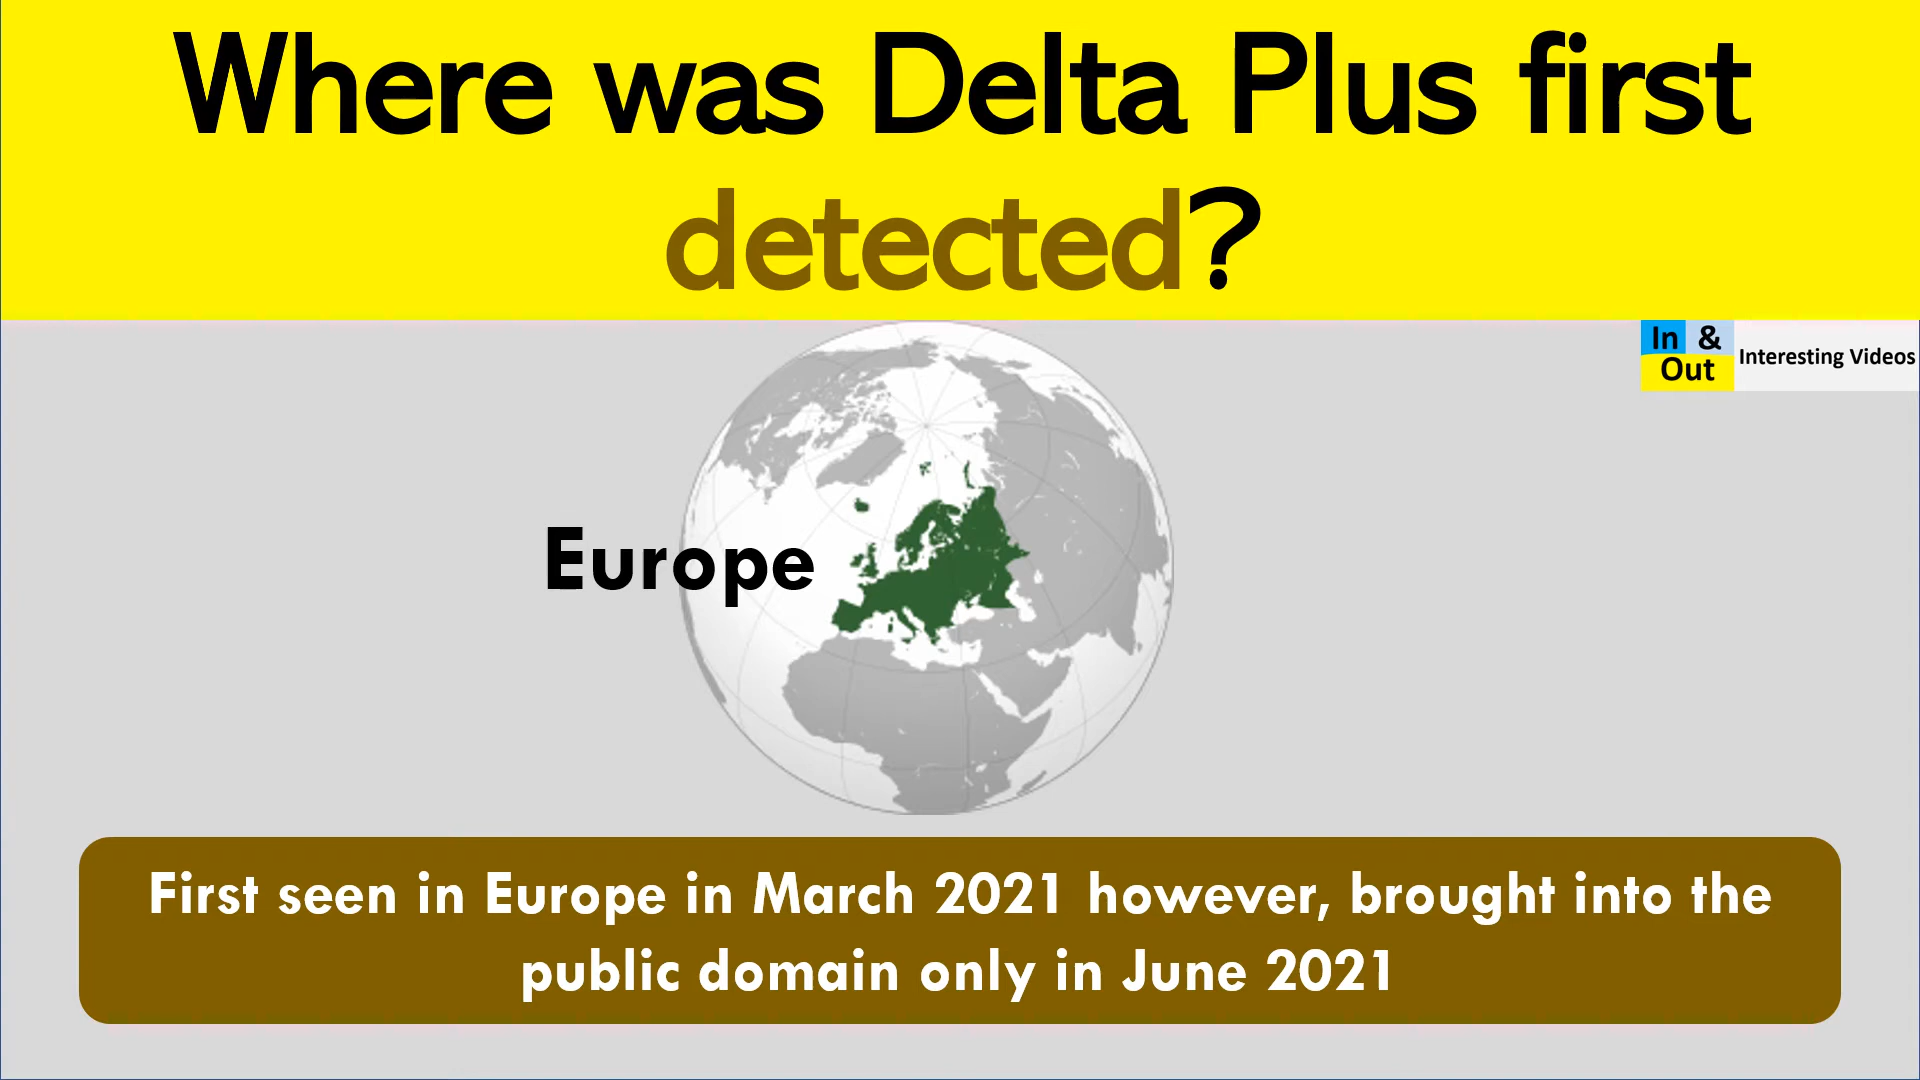 Where was Delta Plus first
detected?
In &
Out
Interesting Videos
Europe
First seen in Europe in March 2021 however, brought into the
public domain only in June 2021